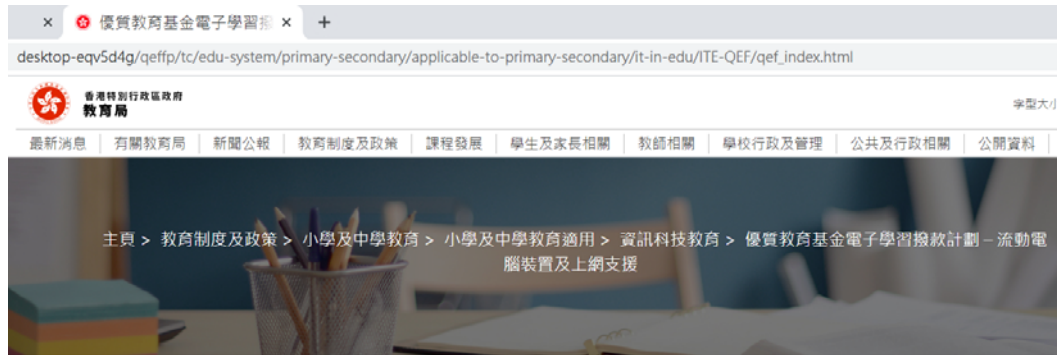 優質教育基金電子學習撥
desktop-eqv5d4g/qeffp/tc/edu-system/primary-secondary/applicable-to-primary-secondary/it-in-edu/ITE-QEF/qef_index.html
香港特別行政區政府
教育局
字型大小
最新消息 有關教育局 新聞公報 教育制度及政策 課程發展 學生及家長相關 教師相關 學校行政及管理 公共及行政相關 公開資料
主頁 > 教育制度及政策 > 小學及中學教育 > 小學及中學教育適用 > 資訊科技教育 > 優質教育基金電子學習撥款計劃 – 流動電
腦裝置及上網支援